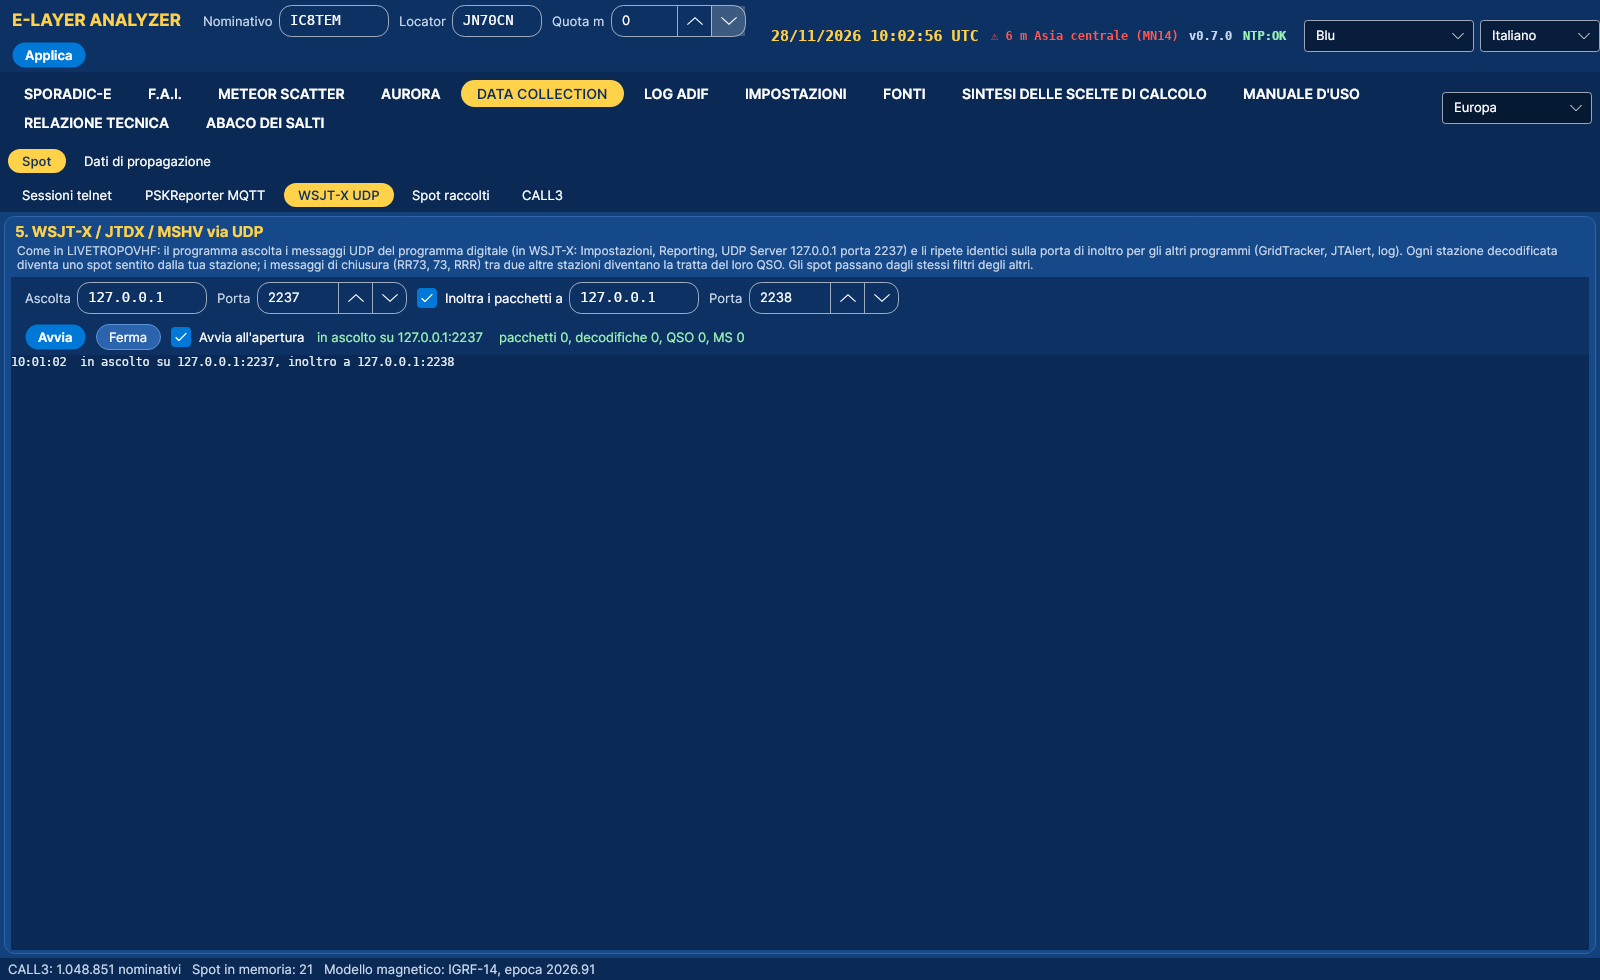 E-LAYER ANALYZER Nominativo IC8TEM Locator JN70CN Quota m 0
28/11/2026 10:02:56 UTC ⚠ 6 m Asia centrale (MN14) v0.7.0 NTP:OK Blu Italiano
Applica
SPORADIC-E F.A.I. METEOR SCATTER AURORA DATA COLLECTION LOG ADIF IMPOSTAZIONI FONTI SINTESI DELLE SCELTE DI CALCOLO MANUALE D'USO
Europa
RELAZIONE TECNICA ABACO DEI SALTI
Spot Dati di propagazione
Sessioni telnet PSKReporter MQTT WSJT-X UDP Spot raccolti CALL3
5. WSJT-X / JTDX / MSHV via UDP
Come in LIVETROPOVHF: il programma ascolta i messaggi UDP del programma digitale (in WSJT-X: Impostazioni, Reporting, UDP Server 127.0.0.1 porta 2237) e li ripete identici sulla porta di inoltro per gli altri programmi (GridTracker, JTAlert, log). Ogni stazione decodificata
diventa uno spot sentito dalla tua stazione; i messaggi di chiusura (RR73, 73, RRR) tra due altre stazioni diventano la tratta del loro QSO. Gli spot passano dagli stessi filtri degli altri.
Ascolta 127.0.0.1 Porta 2237 Inoltra i pacchetti a 127.0.0.1 Porta 2238
Avvia Ferma Avvia all'apertura in ascolto su 127.0.0.1:2237 pacchetti 0, decodifiche 0, QSO 0, MS 0
10:01:02 in ascolto su 127.0.0.1:2237, inoltro a 127.0.0.1:2238
CALL3: 1.048.851 nominativi Spot in memoria: 21 Modello magnetico: IGRF-14, epoca 2026.91